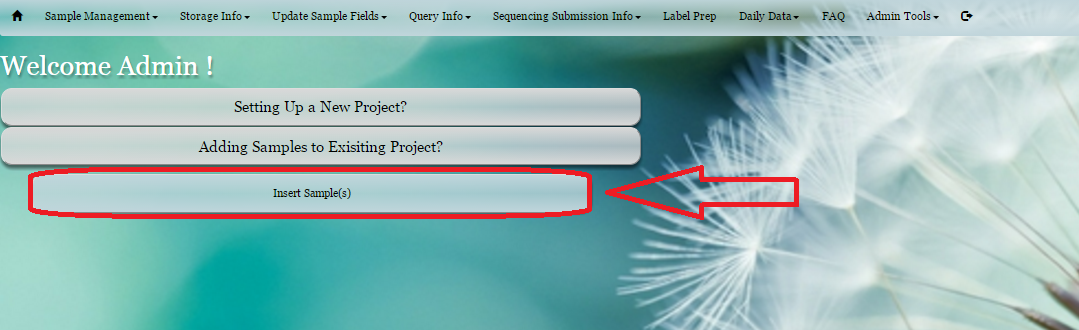 Sample Management Storage Info Update Sample Fields Query Info Sequencing Submission Info Label Prep Daily Data FAQ Admin Tools
Welcome Admin !
Setting Up a New Project?
Adding Samples to Exisiting Project?
Insert Sample(s)